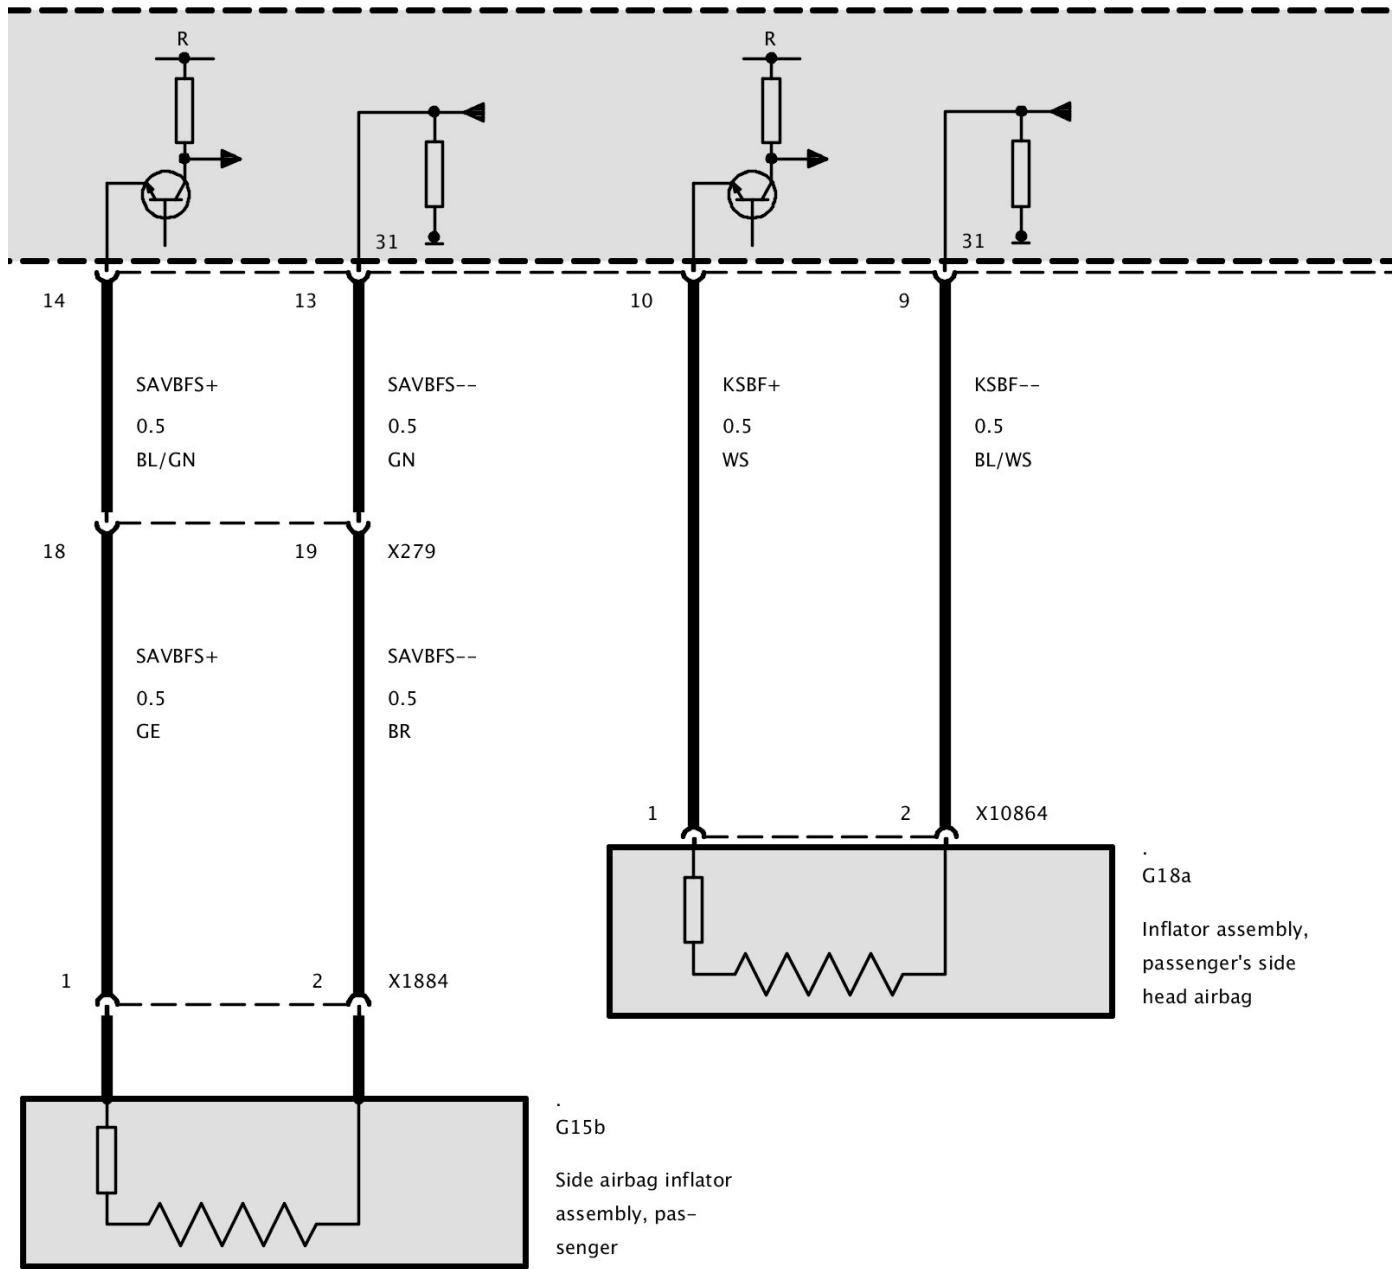 R
R
31
31
14
13
10
9
SAVBFS+
SAVBFS--
KSBF+
KSBF--
0.5
0.5
0.5
0.5
BL/GN
GN
WS
BL/WS
18
19
X279
SAVBFS+
SAVBFS--
0.5
0.5
GE
BR
1
2
X10864
.
G18a
Inflator assembly,
passenger's side
head airbag
1
2
X1884
.
G15b
Side airbag inflator
assembly, pas-
senger